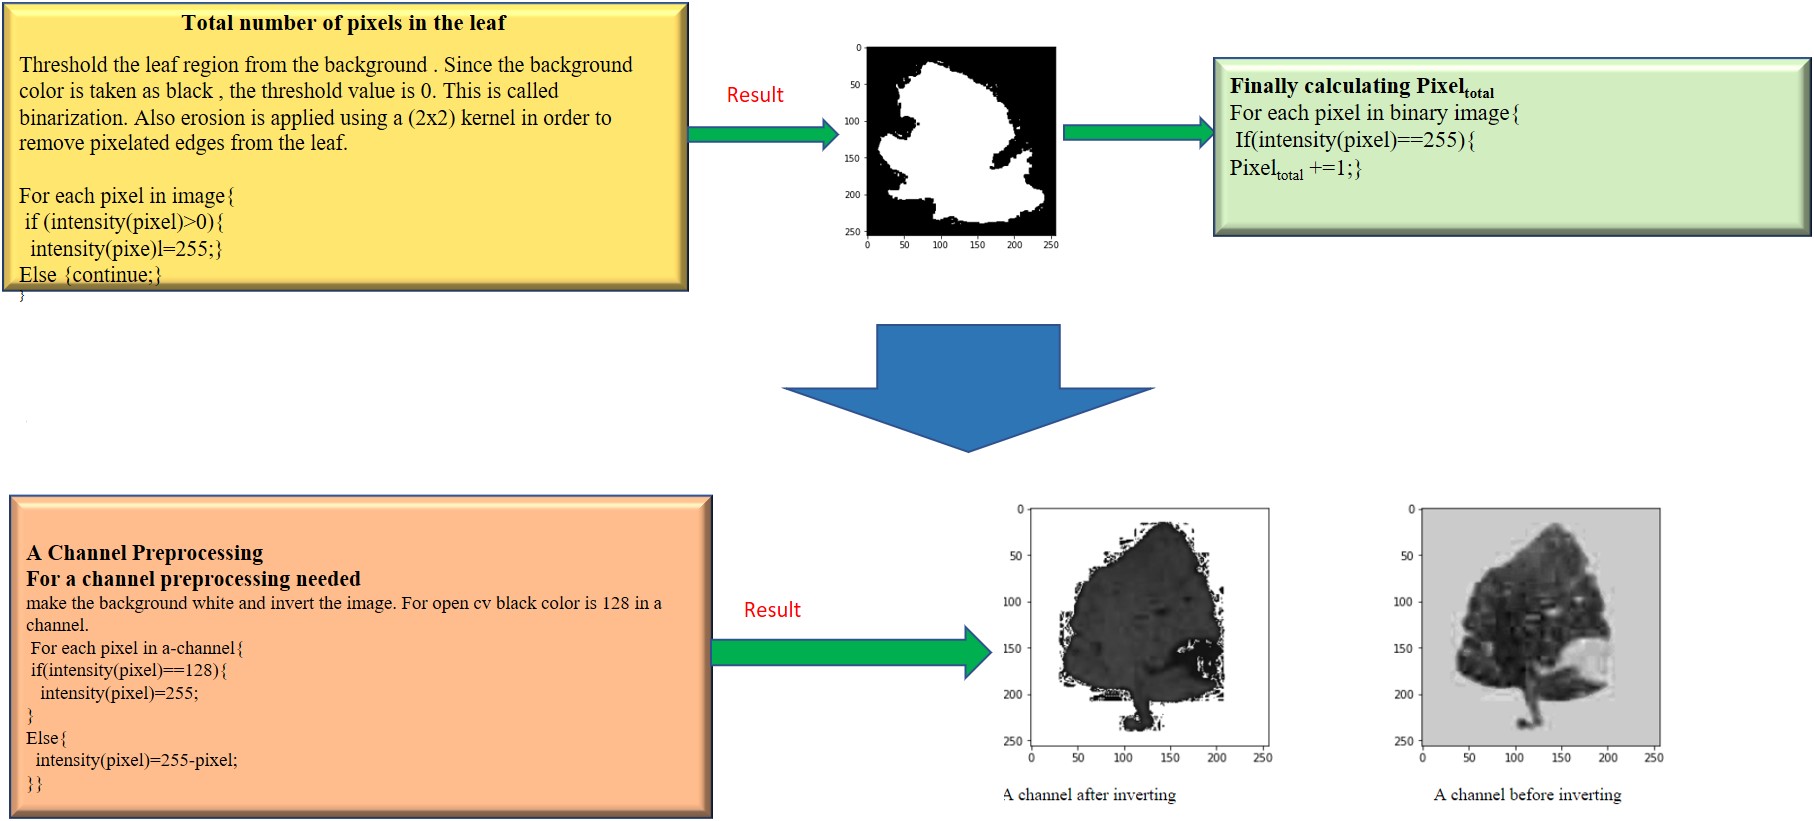 Total number of pixels in the leaf
Threshold the leaf region from the background . Since the background
color is taken as black , the threshold value is 0. This is called
binarization. Also erosion is applied using a (2x2) kernel in order to
remove pixelated edges from the leaf.
For each pixel in image{
if (intensity(pixel)>0){
intensity(pixe)l=255;}
Else {continue;}
}
Result
0
50
100
150
200
250
0 50 100 150 200 250
Finally calculating Pixeltotal
For each pixel in binary image{
If(intensity(pixel)==255){
Pixeltotal +=1;}
A Channel Preprocessing
For a channel preprocessing needed
make the background white and invert the image. For open cv black color is 128 in a
channel.
For each pixel in a-channel{
if(intensity(pixel)==128){
intensity(pixel)=255;
}
Else{
intensity(pixel)=255-pixel;
}}
Result
0
50
100
150
200
250
0 50 100 150 200 250
A channel after inverting
0
50
100
150
200
250
0 50 100 150 200 250
A channel before inverting